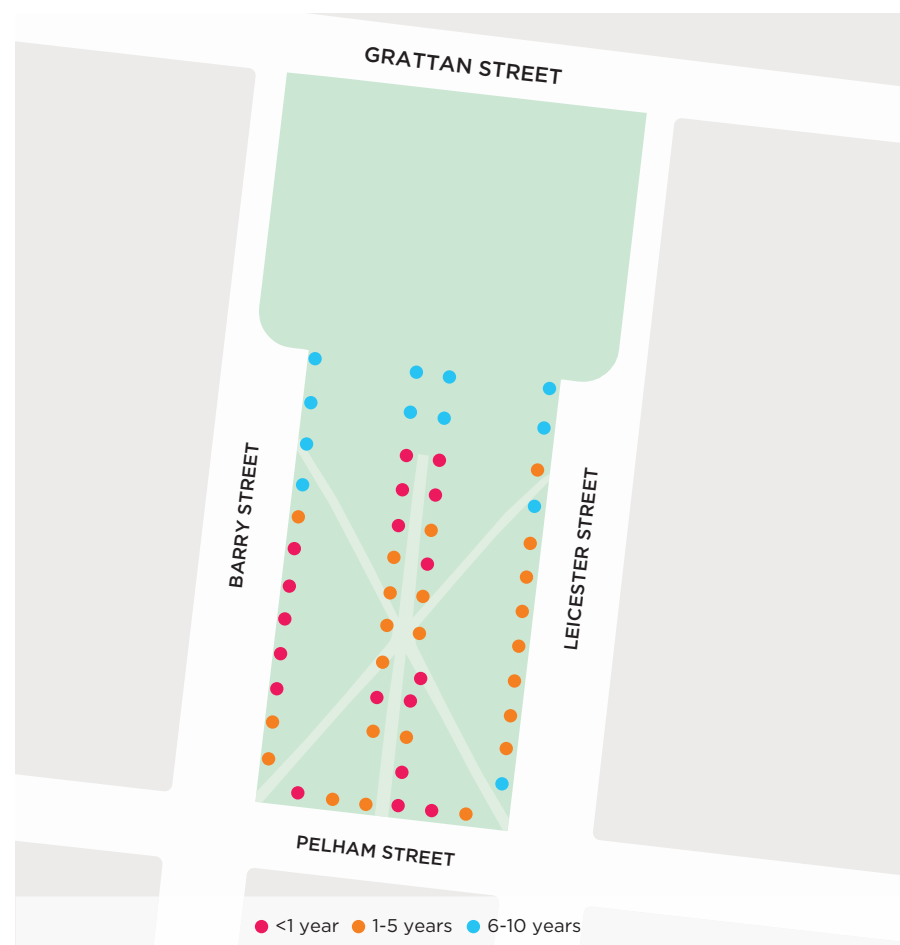 GRATTAN STREET
BARRY STREET
LEICESTER STREET
PELHAM STREET
<1 year 1-5 years 6-10 years